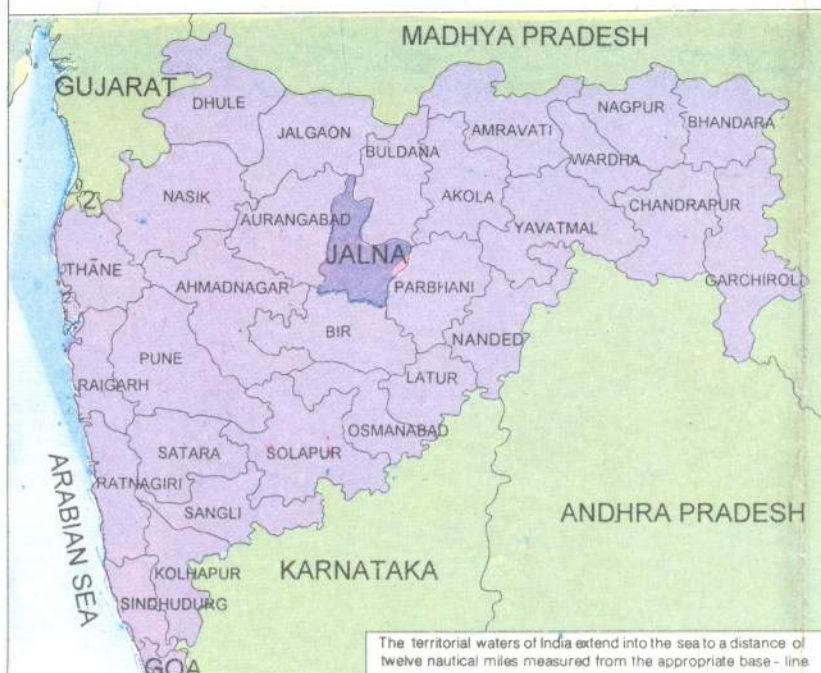 MADHYA PRADESH
GUJARAT
DHULE
JALGAON
BULDANA
AMRAVATI
NAGPUR
BHANDARA
WARDHA
NASIK
AURANGABAD
AKOLA
YAVATMAL
CHANDRAPUR
2
JALNA
THĀNE
AHMADNAGAR
PARBHANI
GARCHIROLI
BIR
NANDED
PUNE
RAIGARH
LATUR
OSMANABAD
SATARA
SOLAPUR
RATNAGIRI
SANGLI
ARABIAN SEA
ANDHRA PRADESH
KOLHAPUR
KARNATAKA
SINDHUDURG
GOA
The territorial waters of India extend into the sea to a distance of
twelve nautical miles measured from the appropriate base - line.